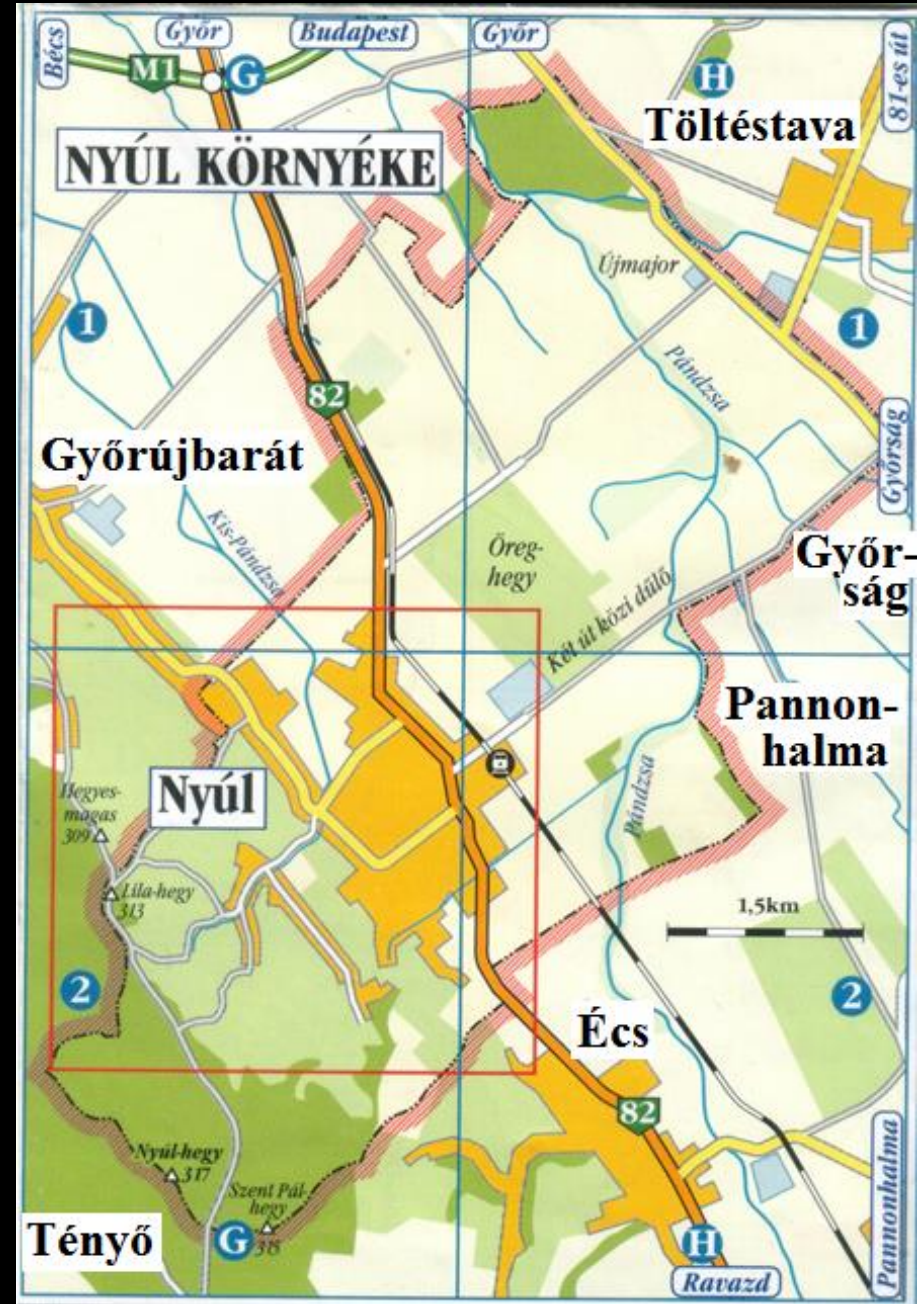 Bécs
Győr
Budapest
Győr
81-es út
M1
G
H
Töltéstava
NYÚL KÖRNYÉKE
Újmajor
1
1
Pándzsa
82
Győrújbarát
Győrság
Kis-Pándzsa
Öreg-
hegy
Győr-
ság
Két út közi dűlő
Pannon-
halma
Nyúl
Hegyes-
magas
309
Pándzsa
Lila-hegy
313
1,5km
2
2
Écs
82
Nyúl-hegy
317
Szent Pál-
hegy
318
Tényő
G
H
Ravazd
Pannonhalma